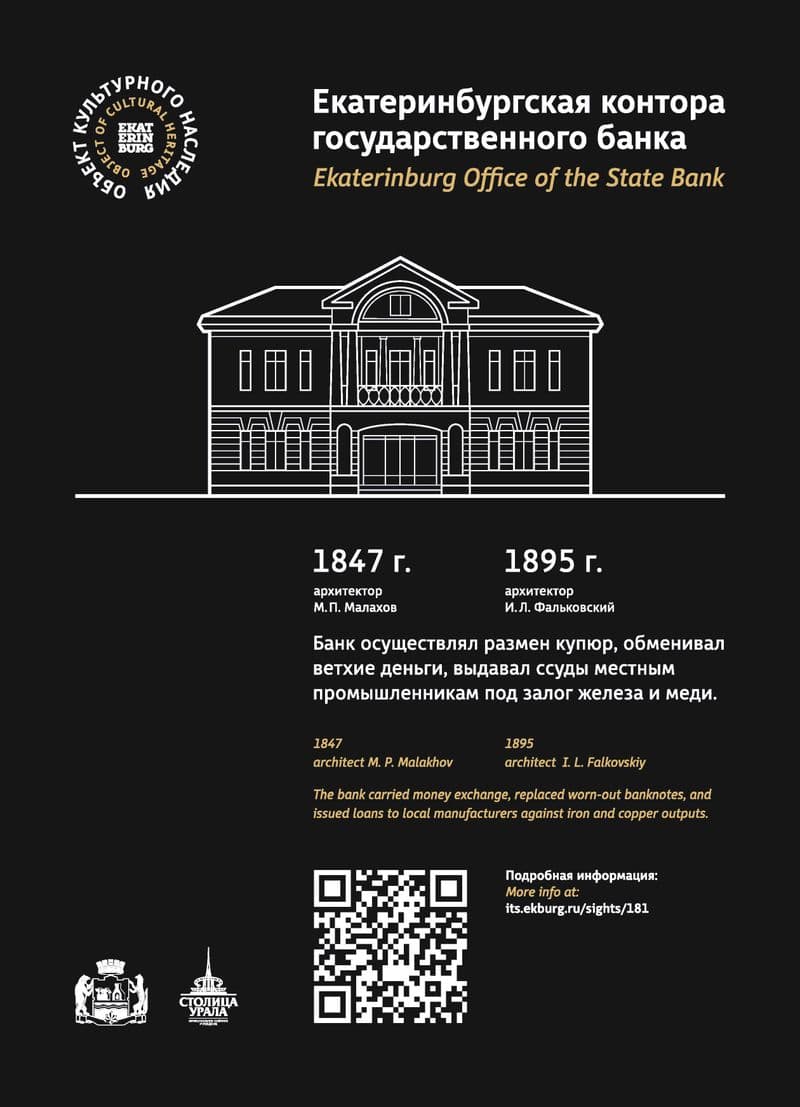 ОБЪЕКТ КУЛЬТУРНОГО НАСЛЕДИЯ
OBJECT OF CULTURAL HERITAGE
EKAT
ERIN
BURG
Екатеринбургская контора
государственного банка
Ekaterinburg Office of the State Bank
1847 г.
архитектор
М. П. Малахов
1895 г.
архитектор
И. Л. Фальковский
Банк осуществлял размен купюр, обменивал
ветхие деньги, выдавал ссуды местным
промышленникам под залог железа и меди.
1847
architect M. P. Malakhov
1895
architect I. L. Falkovskiy
The bank carried money exchange, replaced worn-out banknotes, and
issued loans to local manufacturers against iron and copper outputs.
Подробная информация:
More info at:
its.ekburg.ru/sights/181
СТОЛИЦА
УРАЛА